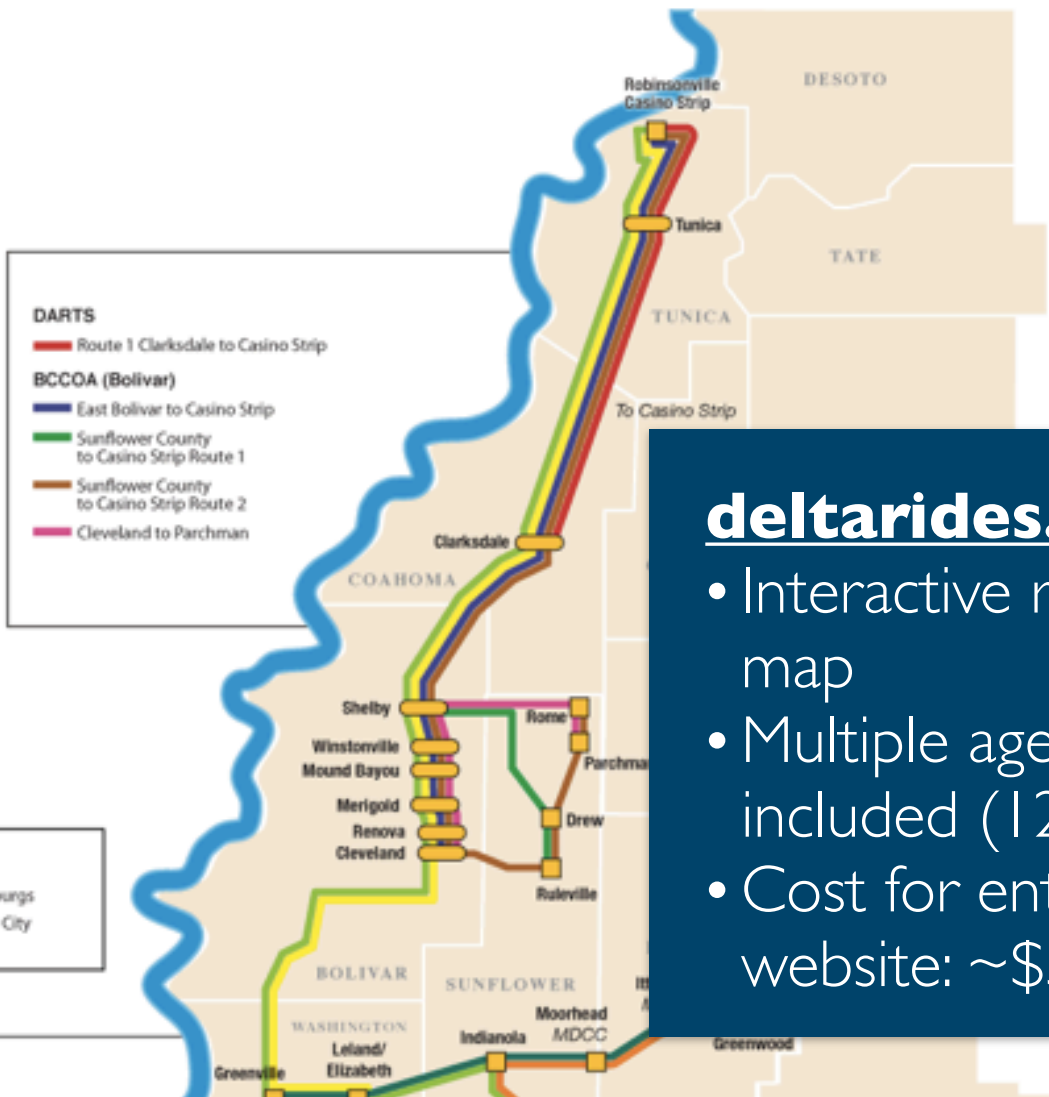 Robinsonville
Casino Strip
DESOTO
Tunica
TATE
TUNICA
DARTS
Route 1 Clarksdale to Casino Strip
BCCOA (Bolivar)
East Bolivar to Casino Strip
Sunflower County
to Casino Strip Route 1
Sunflower County
to Casino Strip Route 2
Cleveland to Parchman
To Casino Strip
deltarides.
• Interactive
map
• Multiple age
included (12
• Cost for ent
website: ~$
Clarksdale
COAHOMA
Shelby
Rome
Winstonville
Mound Bayou
Parchma
Merigold
Drew
Renova
Cleveland
Ruleville
urgs
City
BOLIVAR
SUNFLOWER
WASHINGTON
Moorhead
MDCC
Indianola
Leland/
Elizabeth
Greenville
Greenwood